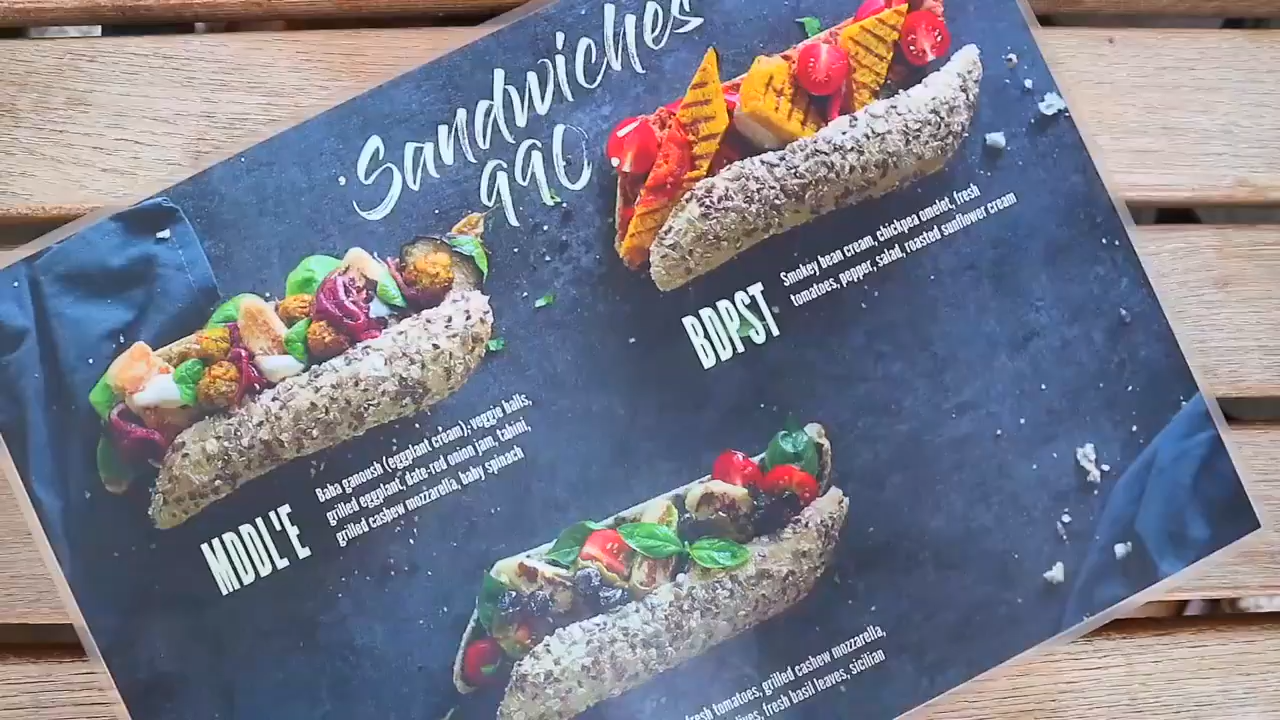 Sandwiches
990
BDPST
Smokey bean cream, chickpea omelet, fresh
tomatoes, pepper, salad, roasted sunflower cream
MDDL'E
Baba ganoush (eggplant cream), veggie balls,
grilled eggplant, date-red onion jam, tahini,
grilled cashew mozzarella, baby spinach
fresh tomatoes, grilled cashew mozzarella,
fresh basil leaves, sicilian